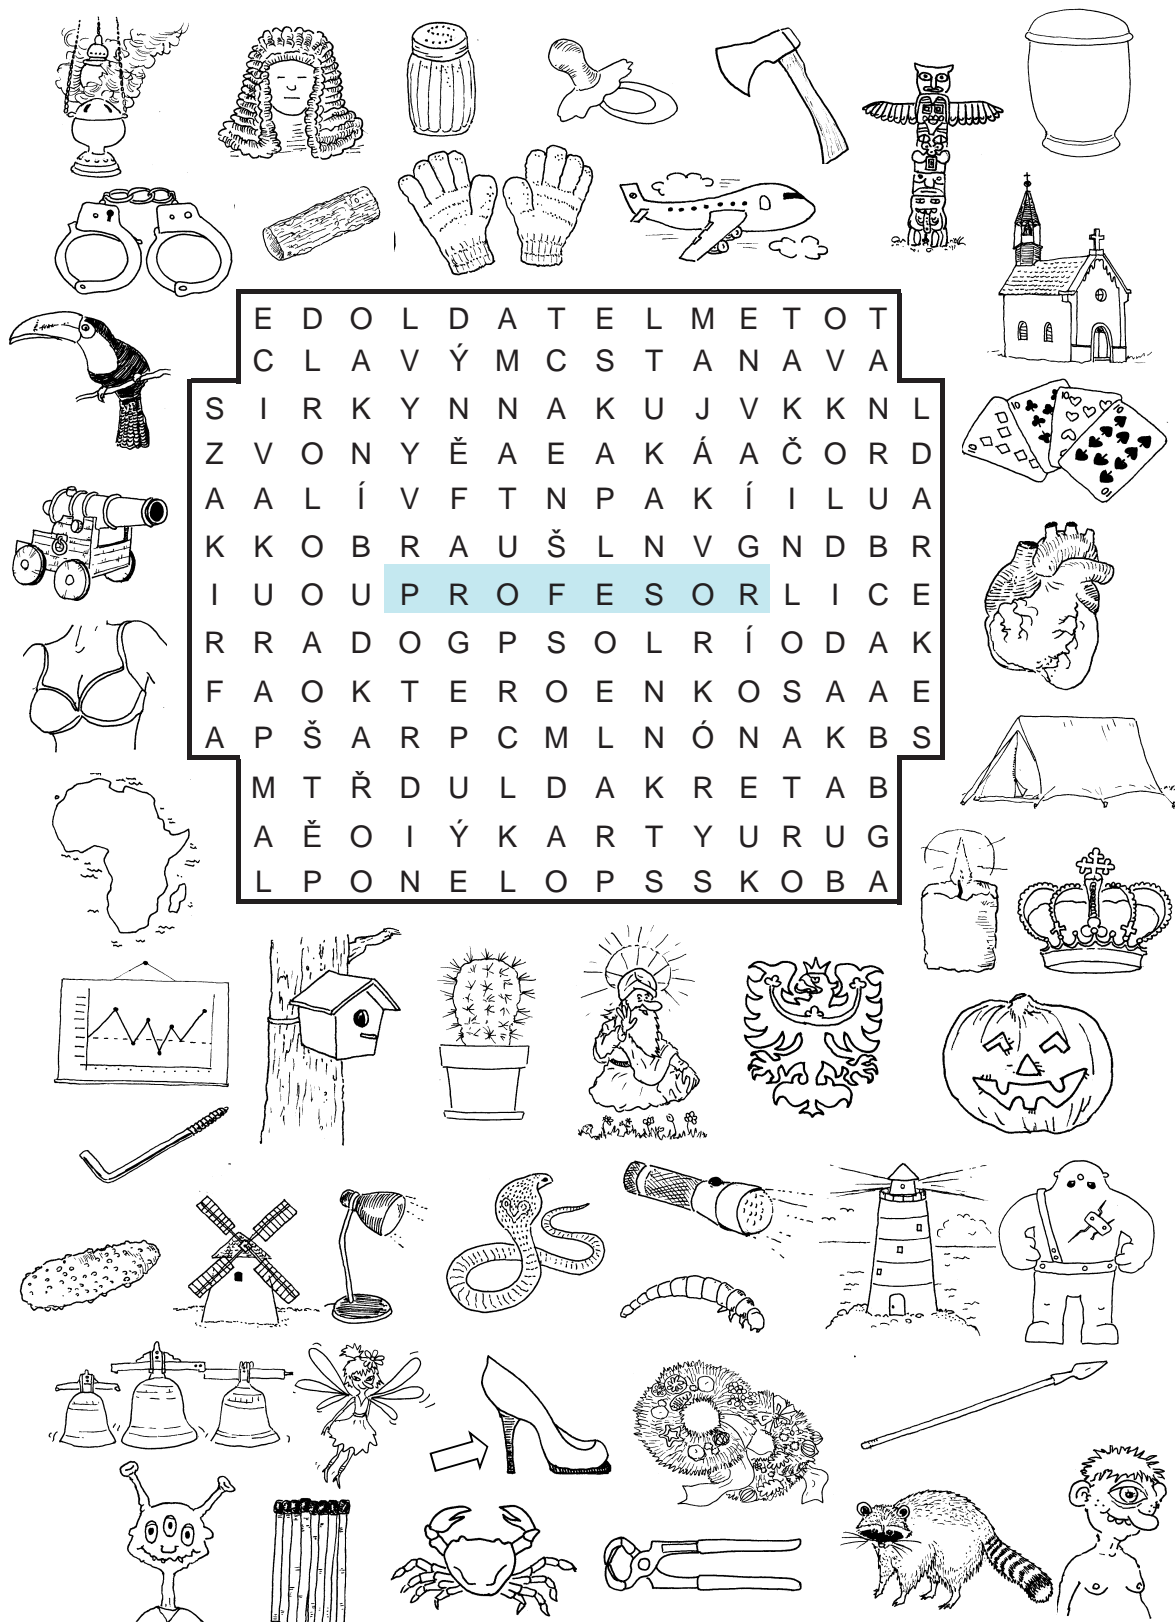 E D O L D A T E L M E T O T
C L A V Ý M C S T A N A V A
S I R K Y N N A K U J V K K N L
Z V O N Y Ě A E A K Á A Č O R D
A A L Í V F T N P A K Í I L U A
K K O B R A U Š L N V G N D B R
I U O U P R O F E S O R L I C E
R R A D O G P S O L R Í O D A K
F A O K T E R O E N K O S A A E
A P Š A R P C M L N Ó N A K B S
M T Ř D U L D A K R E T A B
A Ě O I Ý K A R T Y U R U G
L P O N E L O P S S K O B A